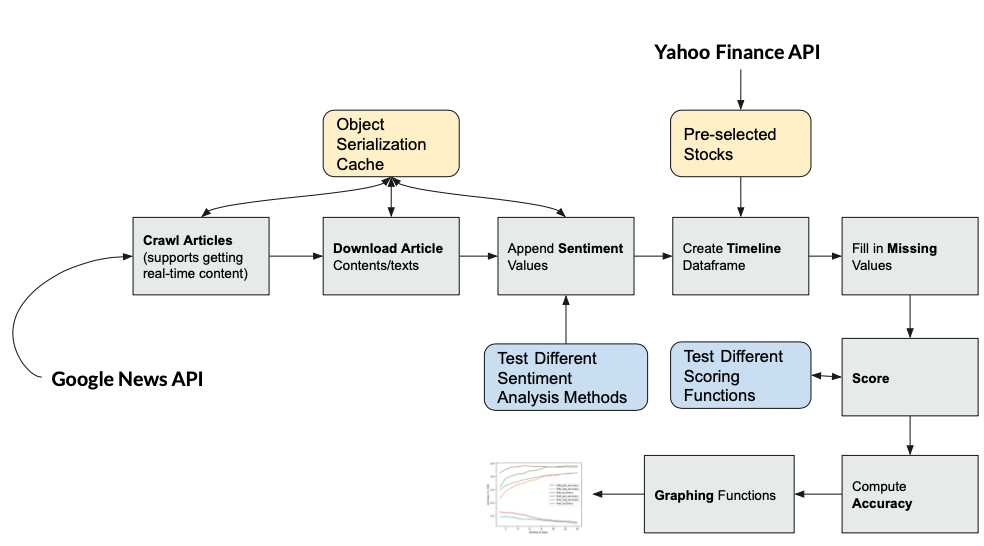 Yahoo Finance API
Object
Serialization
Cache
Pre-selected
Stocks
Crawl Articles
(supports getting
real-time content)
Download Article
Contents/texts
Append Sentiment
Values
Create Timeline
Dataframe
Fill in Missing
Values
Google News API
Test Different
Sentiment
Analysis Methods
Test Different
Scoring
Functions
Score
Graphing Functions
Compute
Accuracy